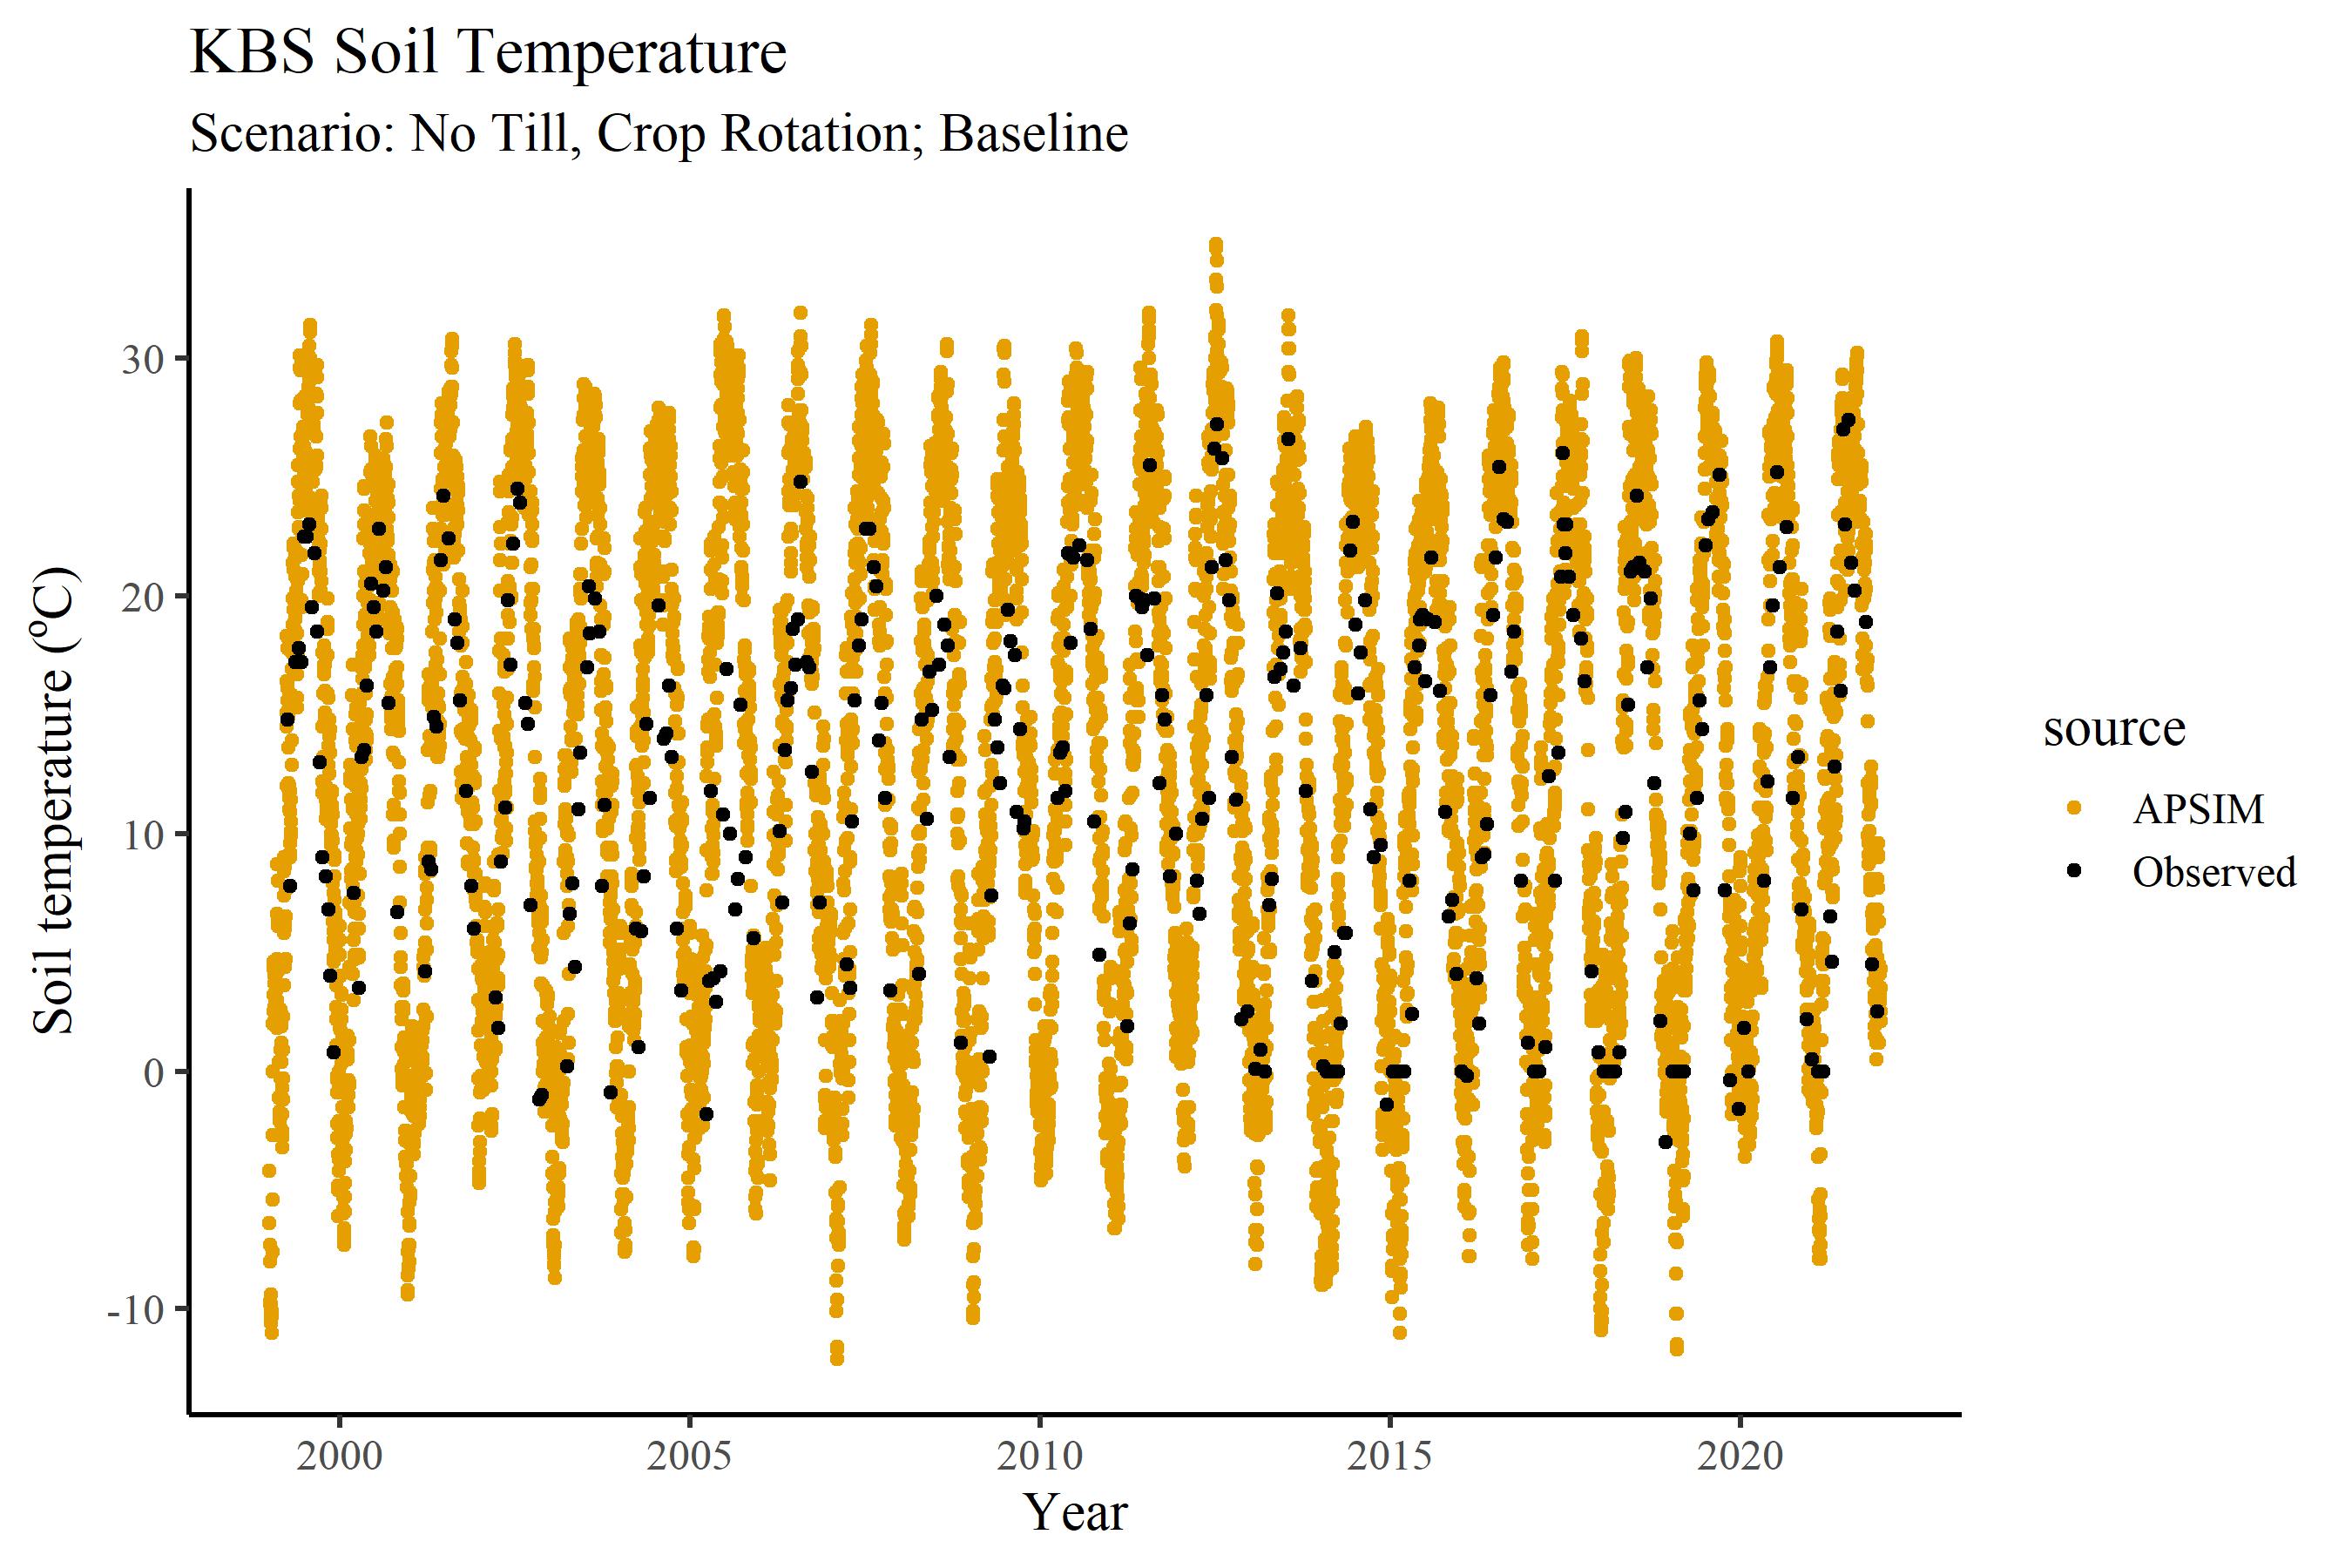 KBS Soil Temperature
Scenario: No Till, Crop Rotation; Baseline
Soil temperature (°C)
30
20
10
0
-10
2000
2005
2010
2015
2020
Year
source
APSIM
Observed